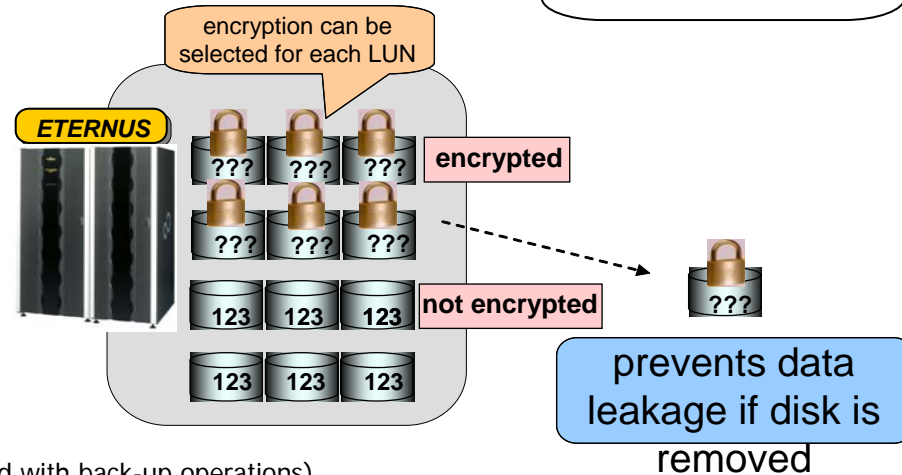 encryption can be
selected for each LUN
ETERNUS
??? ??? ???
encrypted
??? ??? ???
???
123 123 123
not encrypted
123 123 123
prevents data
leakage if disk is
removed
d with back-up operations)